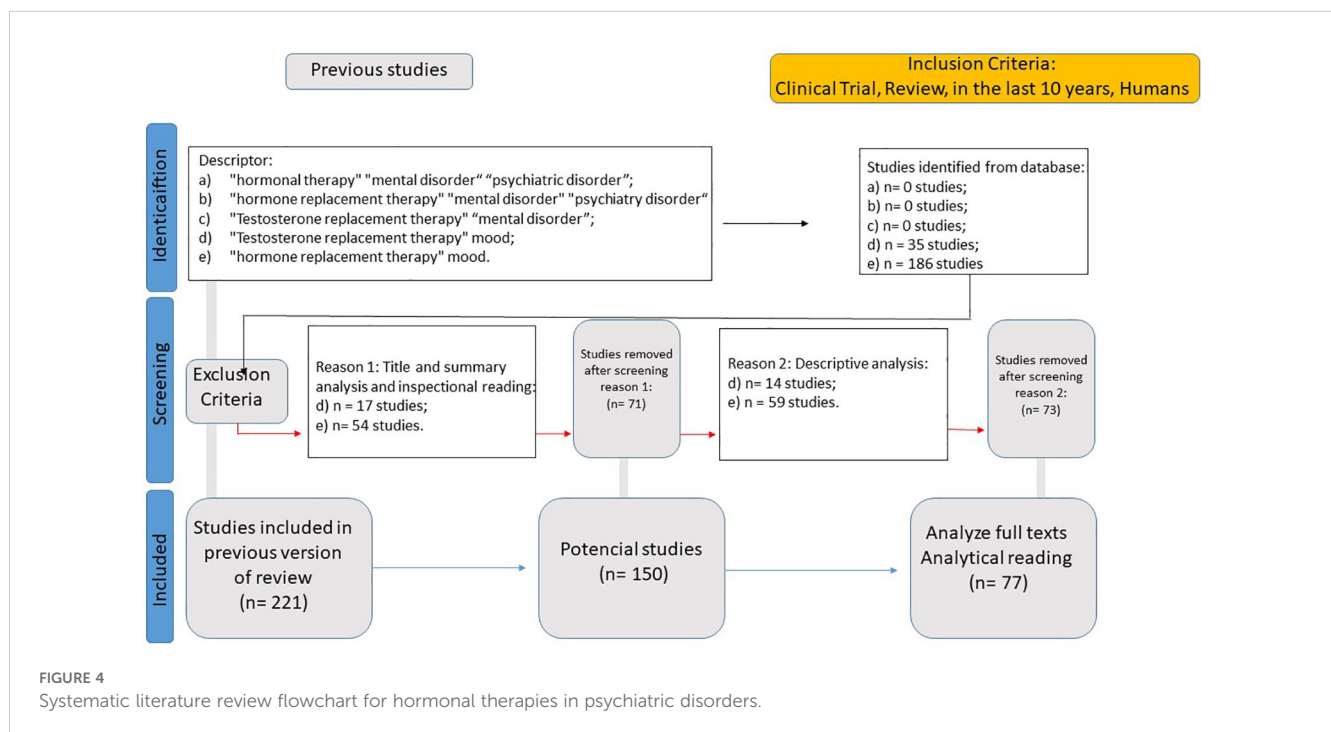 Previous studies
Inclusion Criteria:
Clinical Trial, Review, in the last 10 years, Humans
Identicaiftion
Descriptor:
a) "hormonal therapy" "mental disorder“ “psychiatric disorder”;
b) "hormone replacement therapy" "mental disorder" "psychiatry disorder“
c) "Testosterone replacement therapy" “mental disorder”;
d) "Testosterone replacement therapy" mood;
e) "hormone replacement therapy" mood.
Studies identified from database:
a) n= 0 studies;
b) n= 0 studies;
c) n= 0 studies;
d) n = 35 studies;
e) n = 186 studies
Screening
Exclusion
Criteria
Reason 1: Title and summary
analysis and inspectional reading:
d) n = 17 studies;
e) n= 54 studies.
Studies removed
after screening
reason 1:
(n= 71)
Reason 2: Descriptive analysis:
d) n= 14 studies;
e) n = 59 studies.
Studies removed
after screening
reason 2:
(n= 73)
Included
Studies included in
previous version
of review
(n= 221)
Potencial studies
(n= 150)
Analyze full texts
Analytical reading
(n= 77)
FIGURE 4
Systematic literature review flowchart for hormonal therapies in psychiatric disorders.